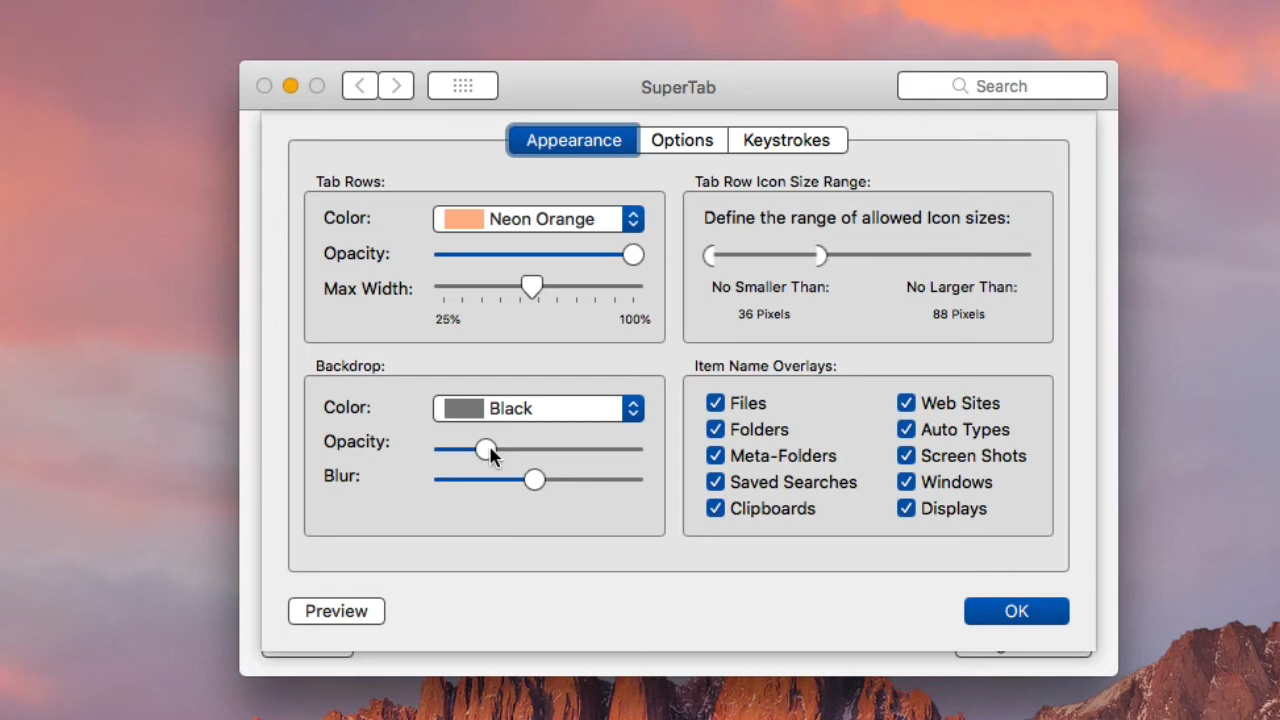 SuperTab
Search
Appearance
Options
Keystrokes
Tab Rows:
Color:
Neon Orange
Opacity:
Max Width:
25%
100%
Tab Row Icon Size Range:
Define the range of allowed Icon sizes:
No Smaller Than:
No Larger Than:
36 Pixels
88 Pixels
Backdrop:
Color:
Black
Opacity:
Blur:
Item Name Overlays:
Files
Web Sites
Folders
Auto Types
Meta-Folders
Screen Shots
Saved Searches
Windows
Clipboards
Displays
Preview
OK